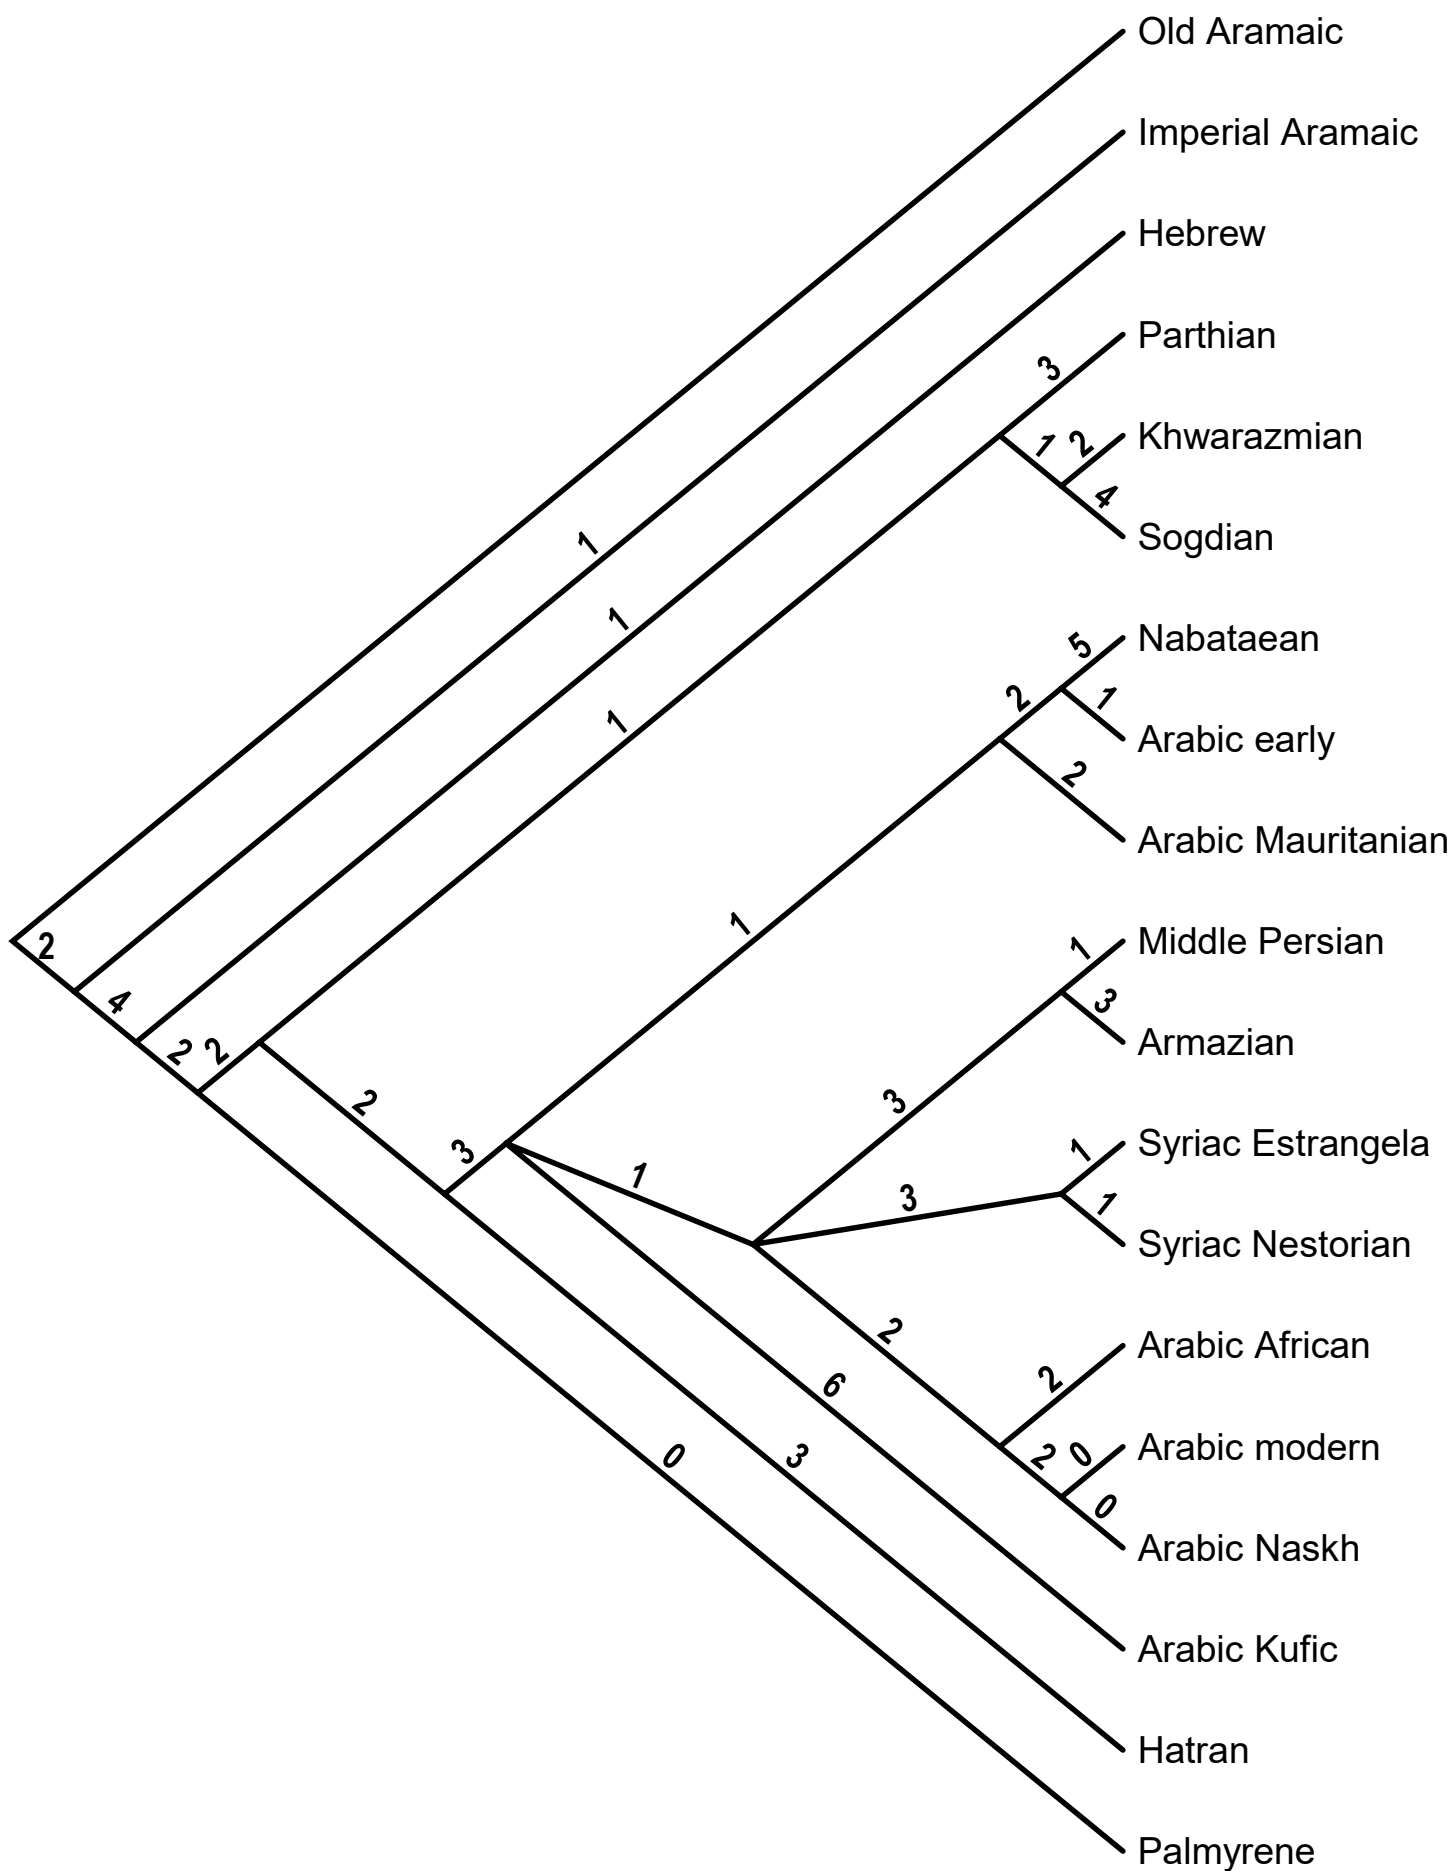 Old Aramaic
Imperial Aramaic
Hebrew
Parthian
3
Khwarazmian
1 2
4
Sogdian
1
1
Nabataean
5
2
1
1
Arabic early
2
Arabic Mauritanian
1
Middle Persian
1
2
4
3
Armazian
2 2
3
2
Syriac Estrangela
1
3
1
3
1
Syriac Nestorian
2
Arabic African
2
6
Arabic modern
0
2
3
0
0
Arabic Naskh
Arabic Kufic
Hatran
Palmyrene